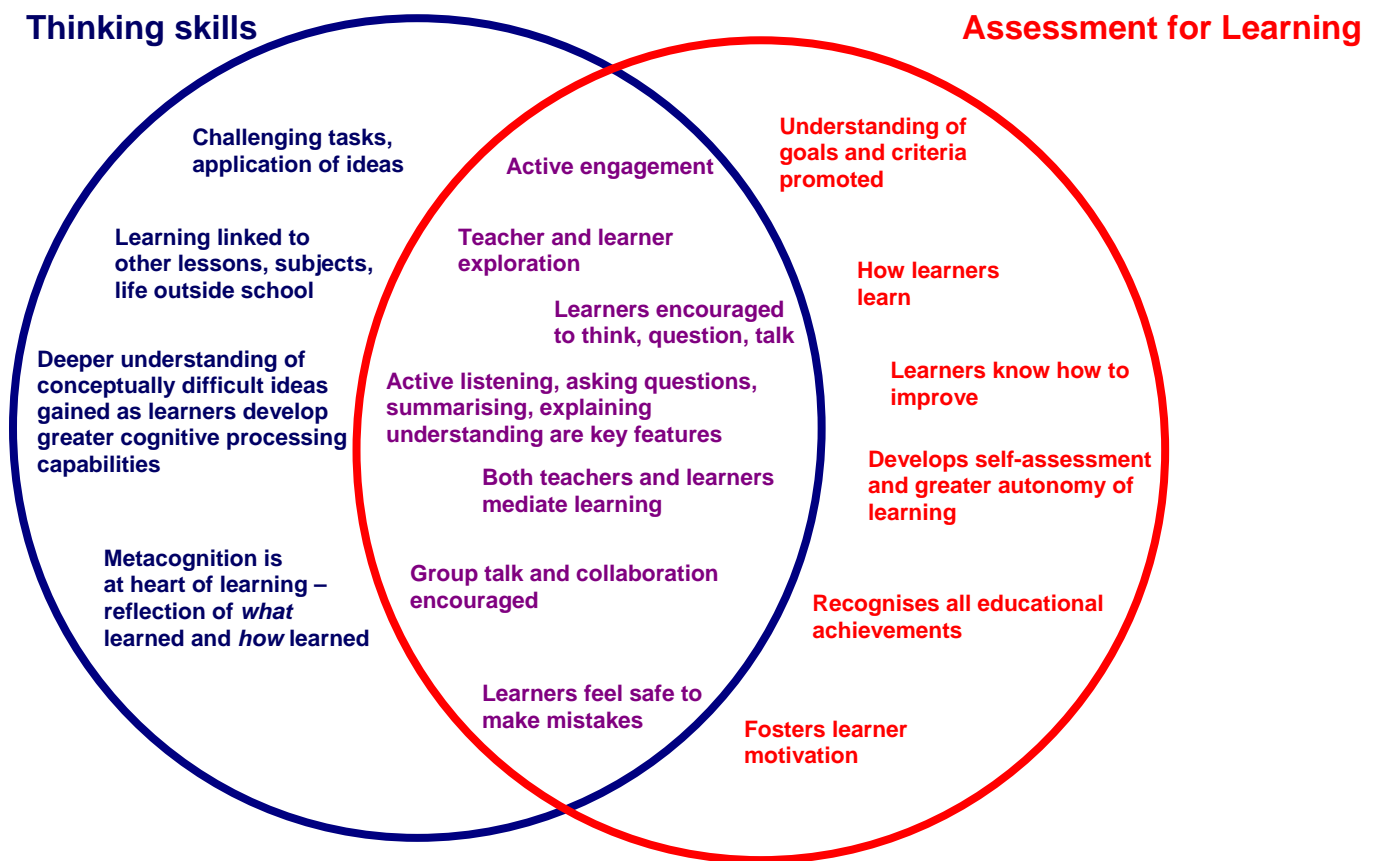 Thinking skills
Assessment for Learning
Challenging tasks,
application of ideas
Learning linked to
other lessons, subjects,
life outside school
Deeper understanding of
conceptually difficult ideas
gained as learners develop
greater cognitive processing
capabilities
Metacognition is
at heart of learning –
reflection of what
learned and how learned
Active engagement
Teacher and learner
exploration
Learners encouraged
to think, question, talk
Active listening, asking questions,
summarising, explaining
understanding are key features
Both teachers and learners
mediate learning
Group talk and collaboration
encouraged
Learners feel safe to
make mistakes
Understanding of
goals and criteria
promoted
How learners
learn
Learners know how to
improve
Develops self-assessment
and greater autonomy of
learning
Recognises all educational
achievements
Fosters learner
motivation